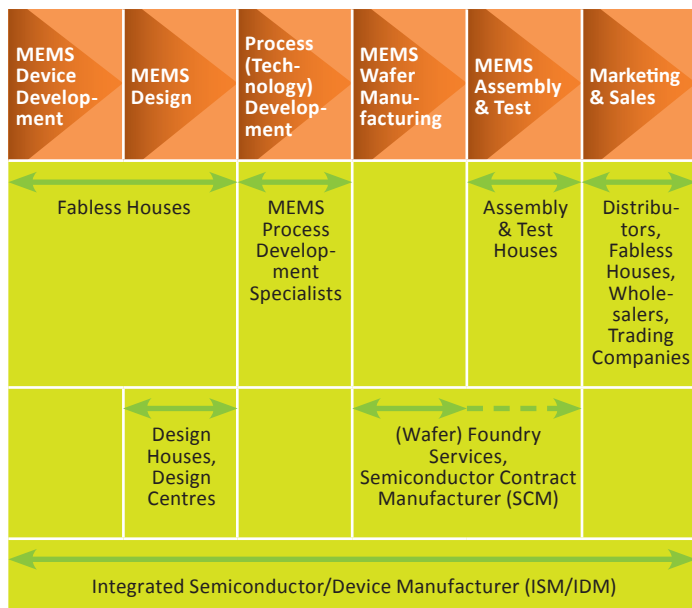 MEMS
Device
Develop-
ment
MEMS
Design
Process
(Tech-
nology)
Develop-
ment
MEMS
Wafer
Manu-
facturing
MEMS
Assembly
& Test
Marketing
& Sales
Fabless Houses
MEMS
Process
Develop-
ment
Specialists
Assembly
& Test
Houses
Distribu-
tors,
Fabless
Houses,
Whole-
salers,
Trading
Companies
Design
Houses,
Design
Centres
(Wafer) Foundry
Services,
Semiconductor Contract
Manufacturer (SCM)
Integrated Semiconductor/Device Manufacturer (ISM/IDM)